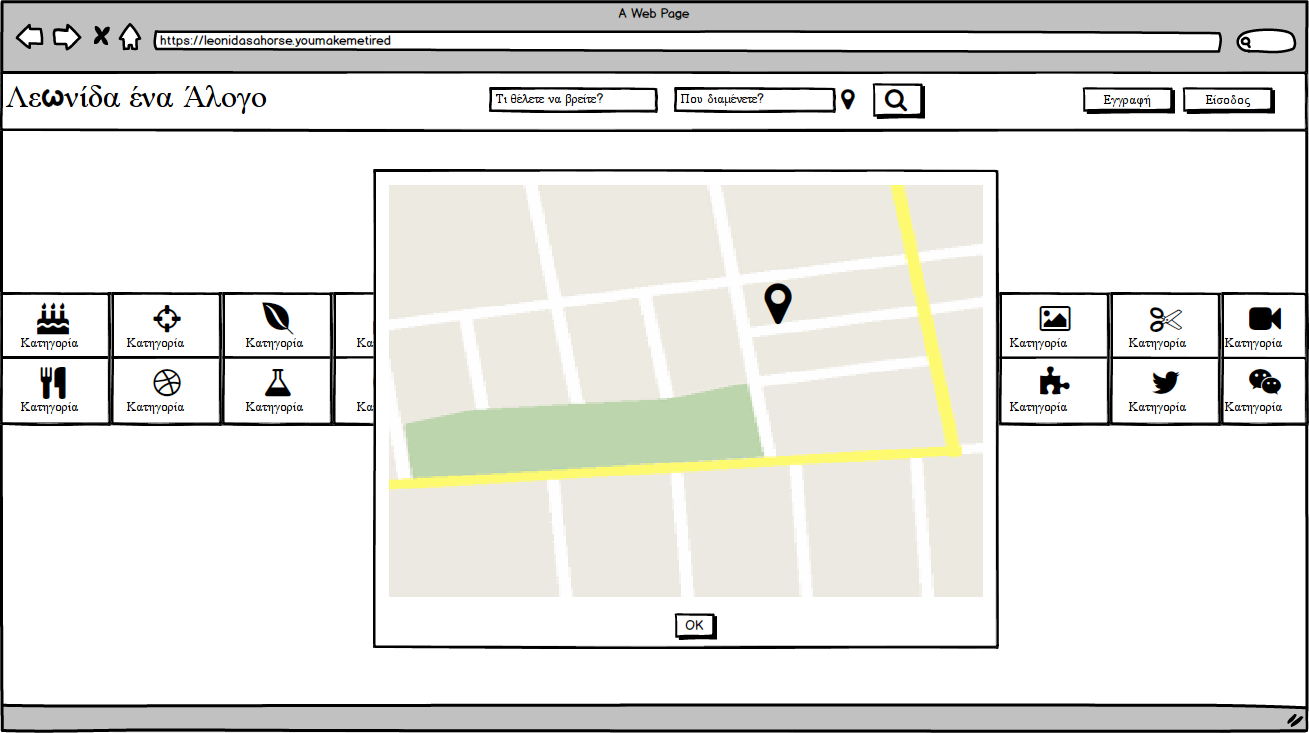 A Web Page
https://leonidasahorse.youmakemetired
Λεωνίδα ένα Άλογο
Τι θέλετε να βρείτε?
Που διαμένετε?
Εγγραφή
Είσοδος
Κατηγορία Κατηγορία Κατηγορία Κα Κατηγορία Κατηγορία Κατηγορία
Κατηγορία Κατηγορία Κατηγορία Κα Κατηγορία Κατηγορία Κατηγορία
OK